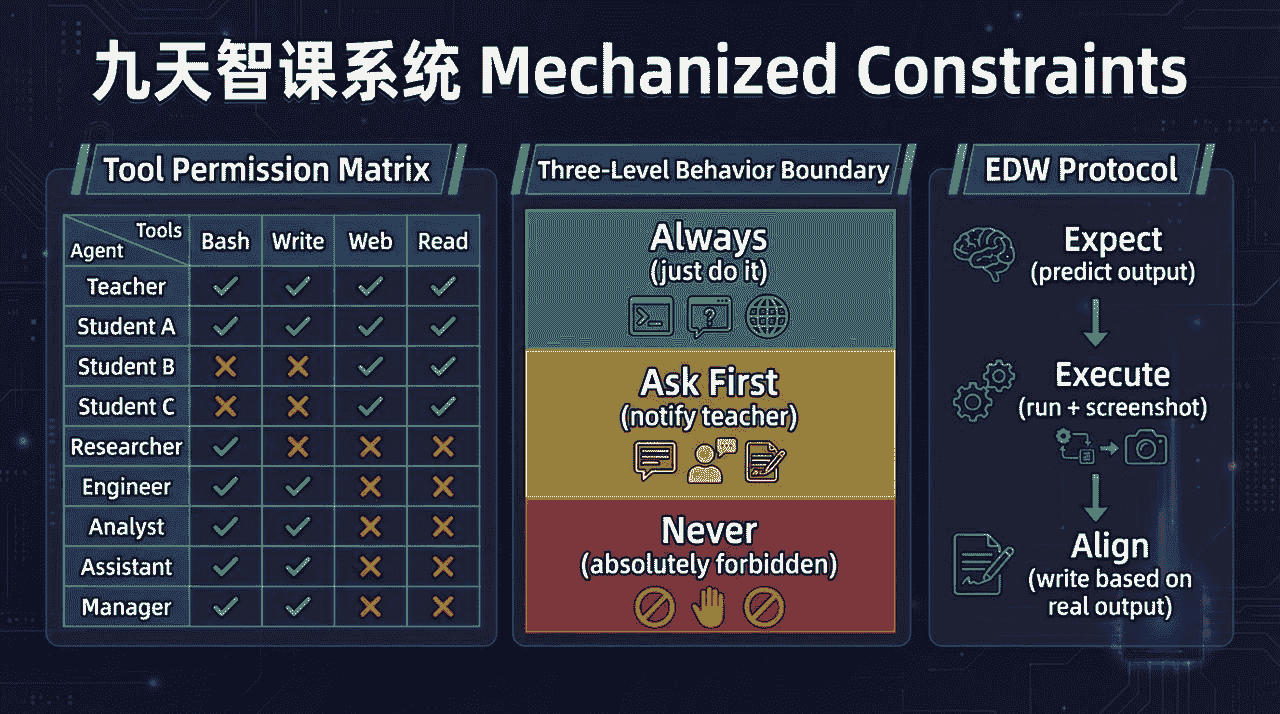 九天智课系统 Mechanized Constraints
Tool Permission Matrix
Tools
Agent
Bash Write Web Read
Teacher ✓ ✓ ✓ ✓
Student A ✓ ✓ ✓ ✓
Student B ✗ ✗ ✓ ✓
Student C ✗ ✗ ✓ ✓
Researcher ✓ ✗ ✗ ✗
Engineer ✓ ✓ ✗ ✗
Analyst ✓ ✓ ✗ ✗
Assistant ✓ ✓ ✗ ✗
Manager ✓ ✓ ✗ ✗
Three-Level Behavior Boundary
Always
(just do it)
?
Ask First
(notify teacher)
Never
(absolutely forbidden)
EDW Protocol
Expect
(predict output)
Execute
(run + screenshot)
Align
(write based on
real output)